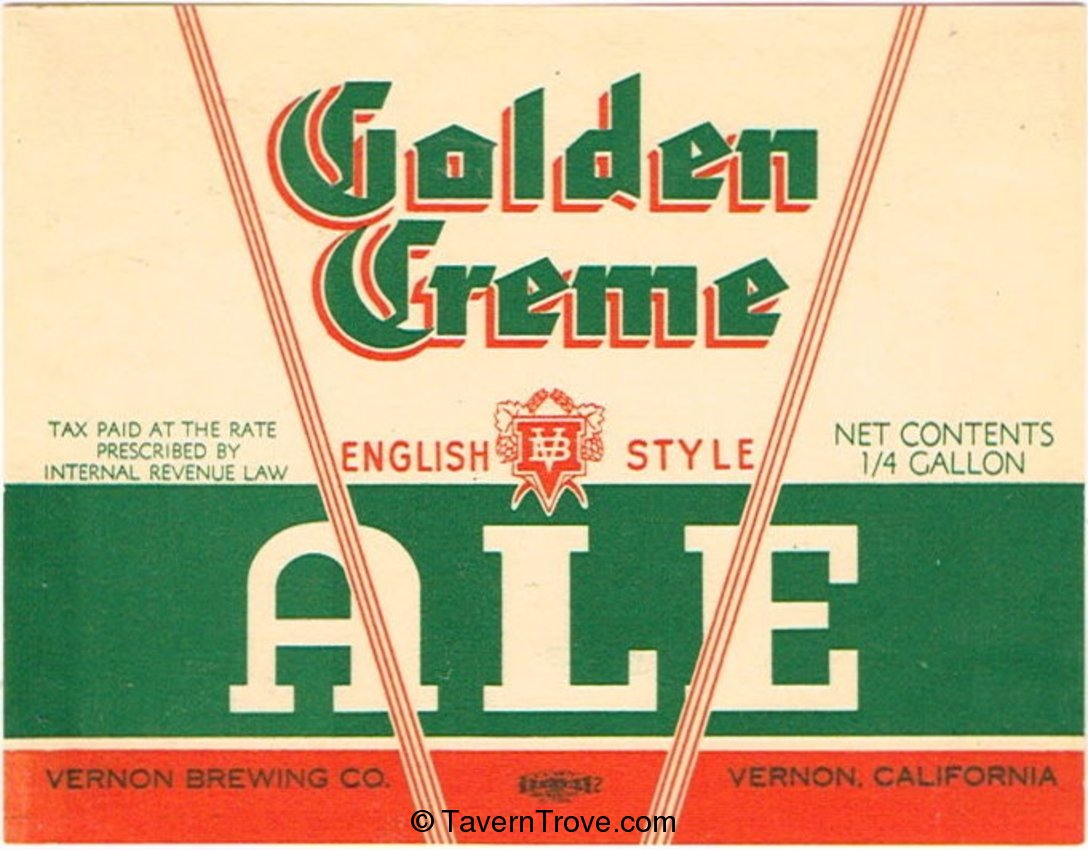 Golden
Creme
ENGLISH STYLE
TAX PAID AT THE RATE
PRESCRIBED BY
INTERNAL REVENUE LAW
NET CONTENTS
1/4 GALLON
ALE
VERNON BREWING CO.
VERNON, CALIFORNIA
© TavernTrove.com